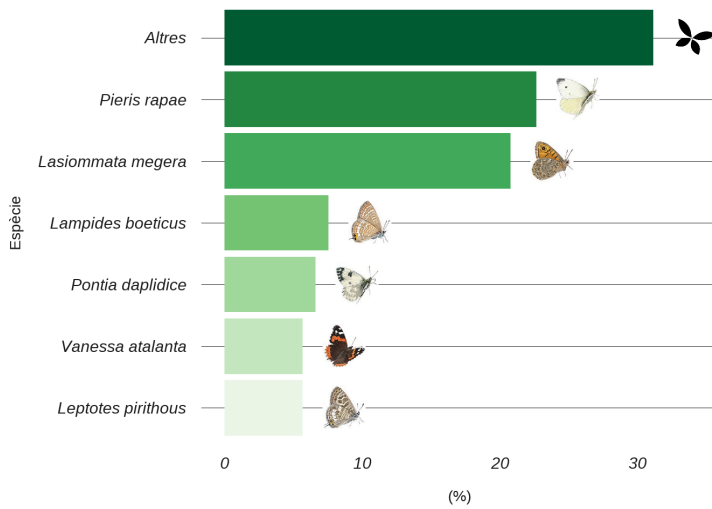 Altres
Pieris rapae
Lasiommata megera
Lampides boeticus
Pontia daplidice
Vanessa atalanta
Leptotes pirithous
Espècie
0 10 20 30
(%)